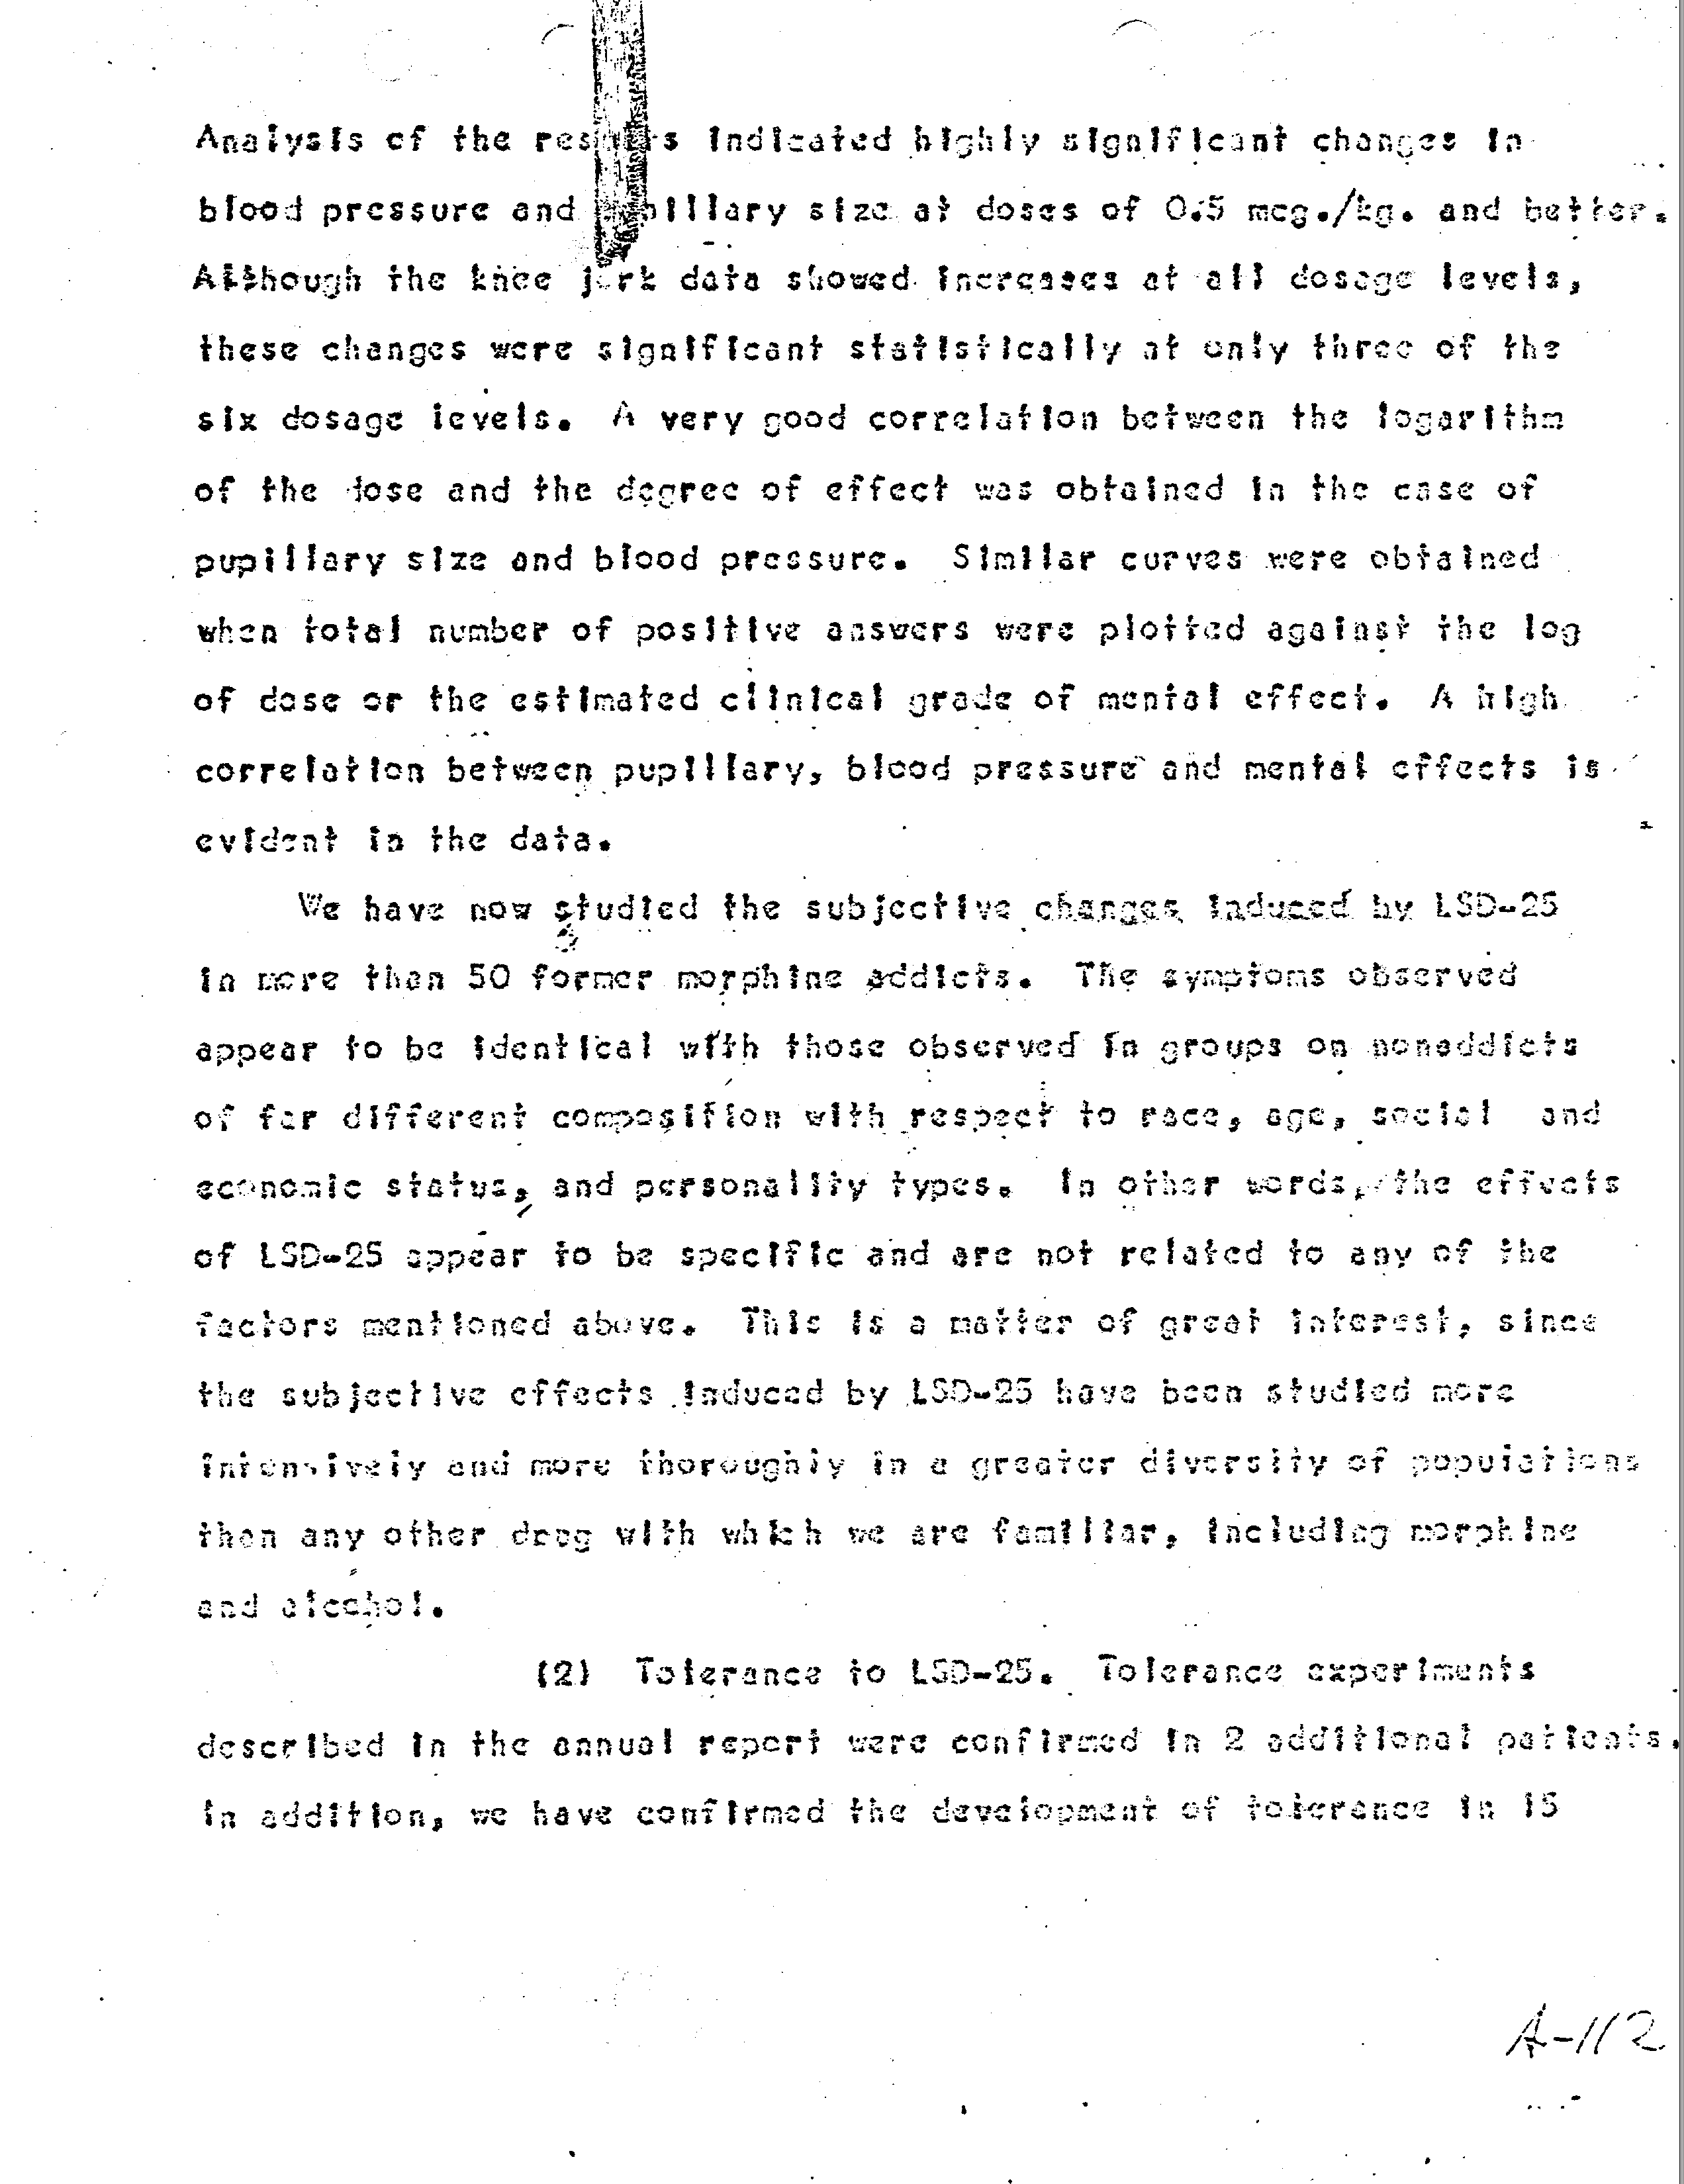 Analysis of the results indicated highly significant changes in
blood pressure and pupillary size at doses of 0.5 mcg./kg. and better.
Although the knee jerk data showed increases at all dosage levels,
these changes were significant statistically at only three of the
six dosage levels. A very good correlation between the logarithm
of the dose and the degree of effect was obtained in the case of
pupillary size and blood pressure. Similar curves were obtained
when total number of positive answers were plotted against the log
of dose or the estimated clinical grade of mental effect. A high
correlation between pupillary, blood pressure and mental effects is
evident in the data.
We have now studied the subjective changes induced by LSD-25
in more than 50 former morphine addicts. The symptoms observed
appear to be identical with those observed in groups on nonaddicts
of far different composition with respect to race, age, social and
economic status, and personality types. In other words, the effects
of LSD-25 appear to be specific and are not related to any of the
factors mentioned above. This is a matter of great interest, since
the subjective effects induced by LSD-25 have been studied more
intensively and more thoroughly in a greater diversity of populations
than any other drug with which we are familiar, including morphine
and alcohol.
(2) Tolerance to LSD-25. Tolerance experiments
described in the annual report were confirmed in 2 additional patients.
In addition, we have confirmed the development of tolerance in 15
A-112